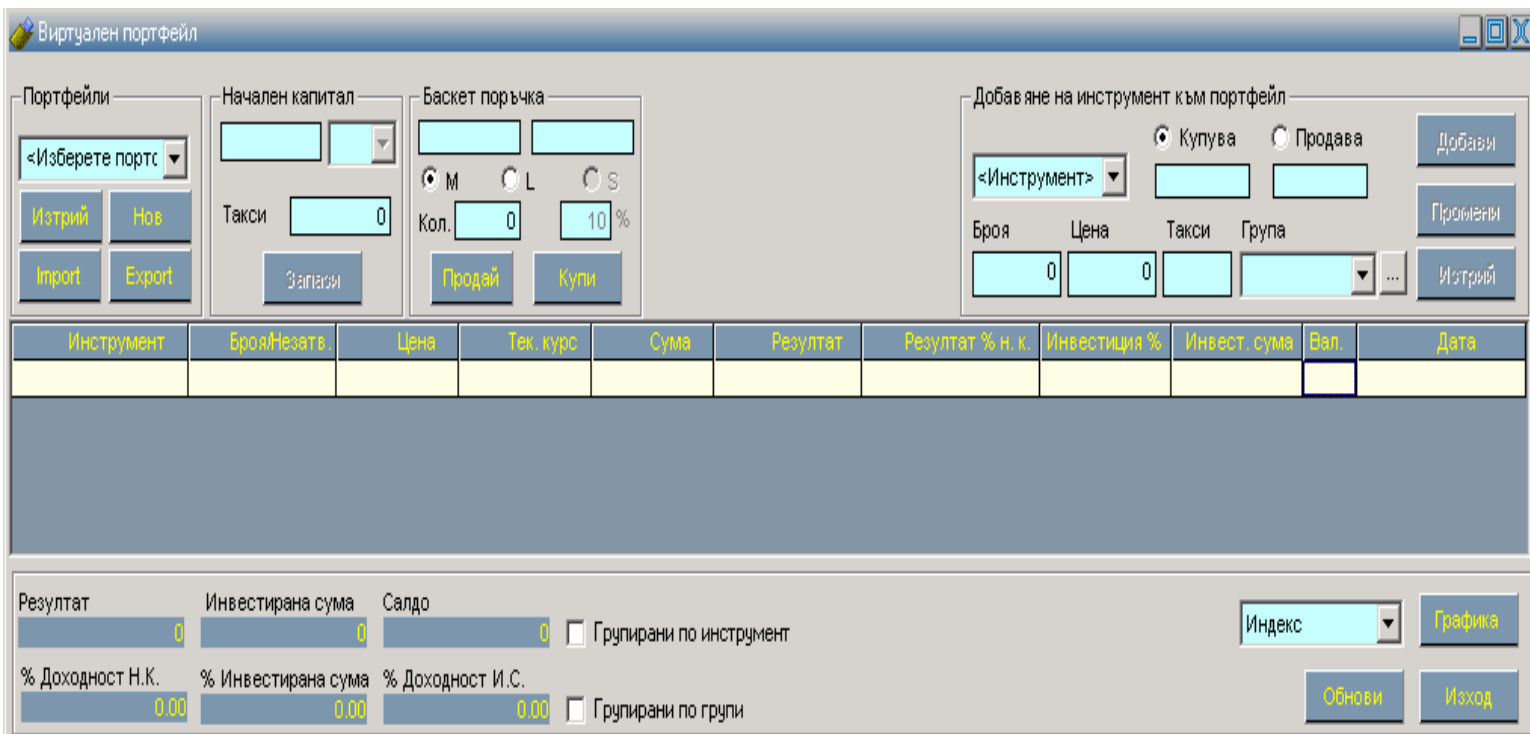 Виртуален портфейл
Портфейли
Начален капитал
Баскет поръчка
Добавяне на инструмент към портфейл
<Изберете портс
Изтрий Нов
Import Export
Такси 0
Запази
M L S
Кол. 0 10 %
Продай Купи
Купува Продава
<Инструмент>
Броя Цена Такси Група
0 0 ...
Добави
Промени
Изтрий
Инструмент Броя/Незатв. Цена Тек. курс Сума Резултат Резултат % н. к. Инвестиция % Инвест. сума Вал. Дата
Резултат Инвестирана сума Салдо
0 0 0 Групирани по инструмент
% Доходност Н.К. % Инвестирана сума % Доходност И.С.
0.00 0.00 0.00 Групирани по групи
Индекс Графика
Обнови Изход